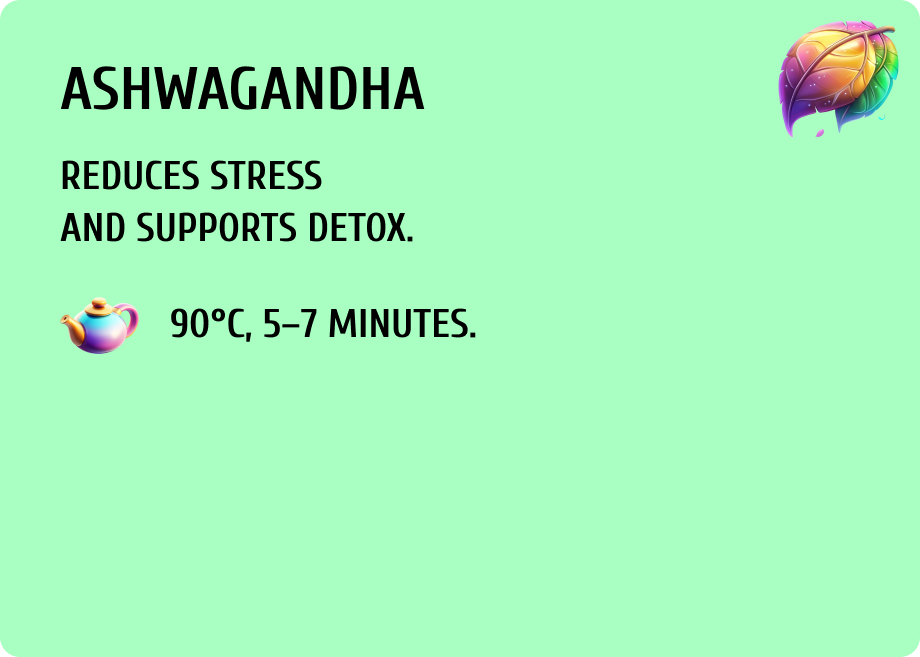 ASHWAGANDHA
REDUCES STRESS
AND SUPPORTS DETOX.
90°C, 5–7 MINUTES.